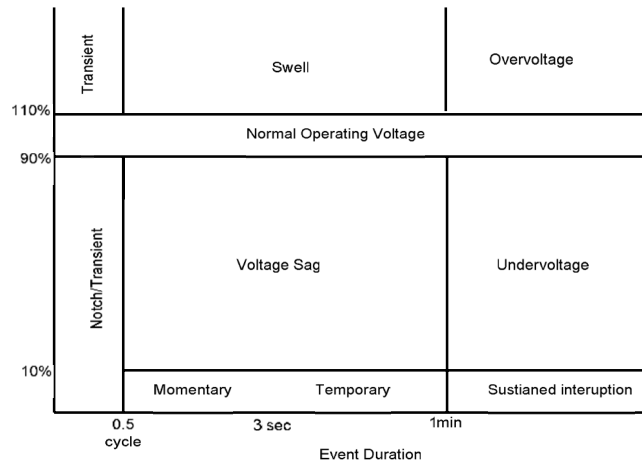 Transient
Swell
Overvoltage
110%
Normal Operating Voltage
90%
Notch/Transient
Voltage Sag
Undervoltage
10%
Momentary
Temporary
Sustianed interuption
0.5
cycle
3 sec
1min
Event Duration